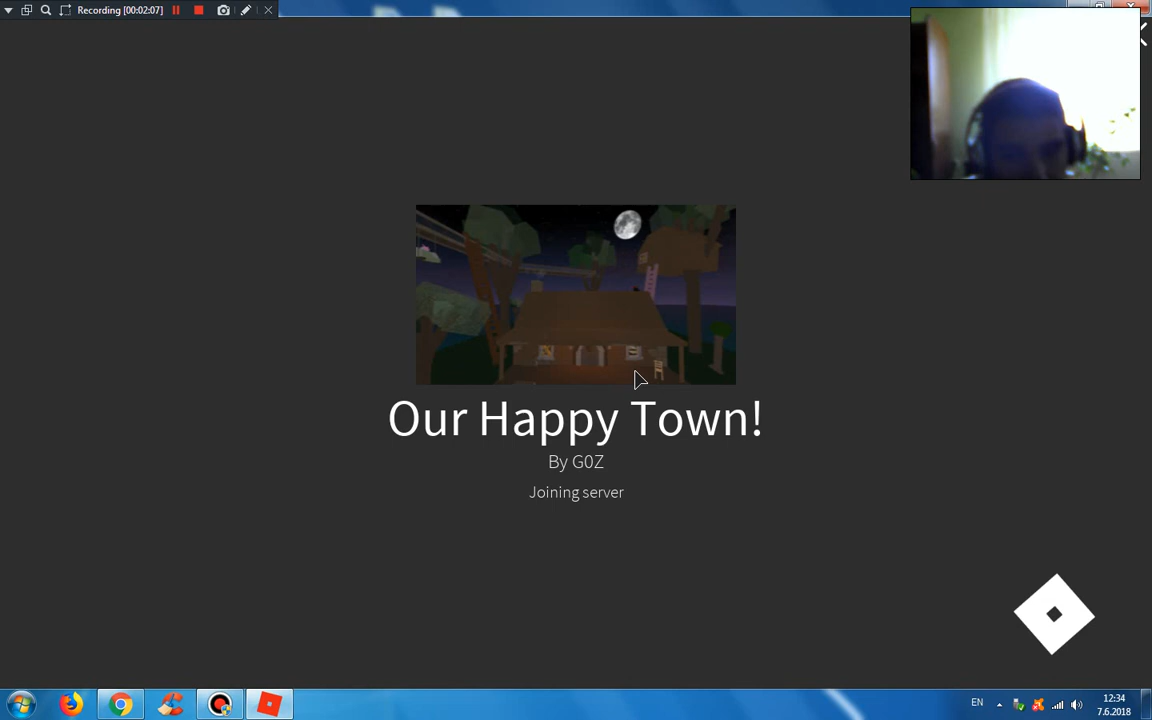 Recording [00:02:07]
Our Happy Town!
By G0Z
Joining server
EN
12:34
7.6.2018